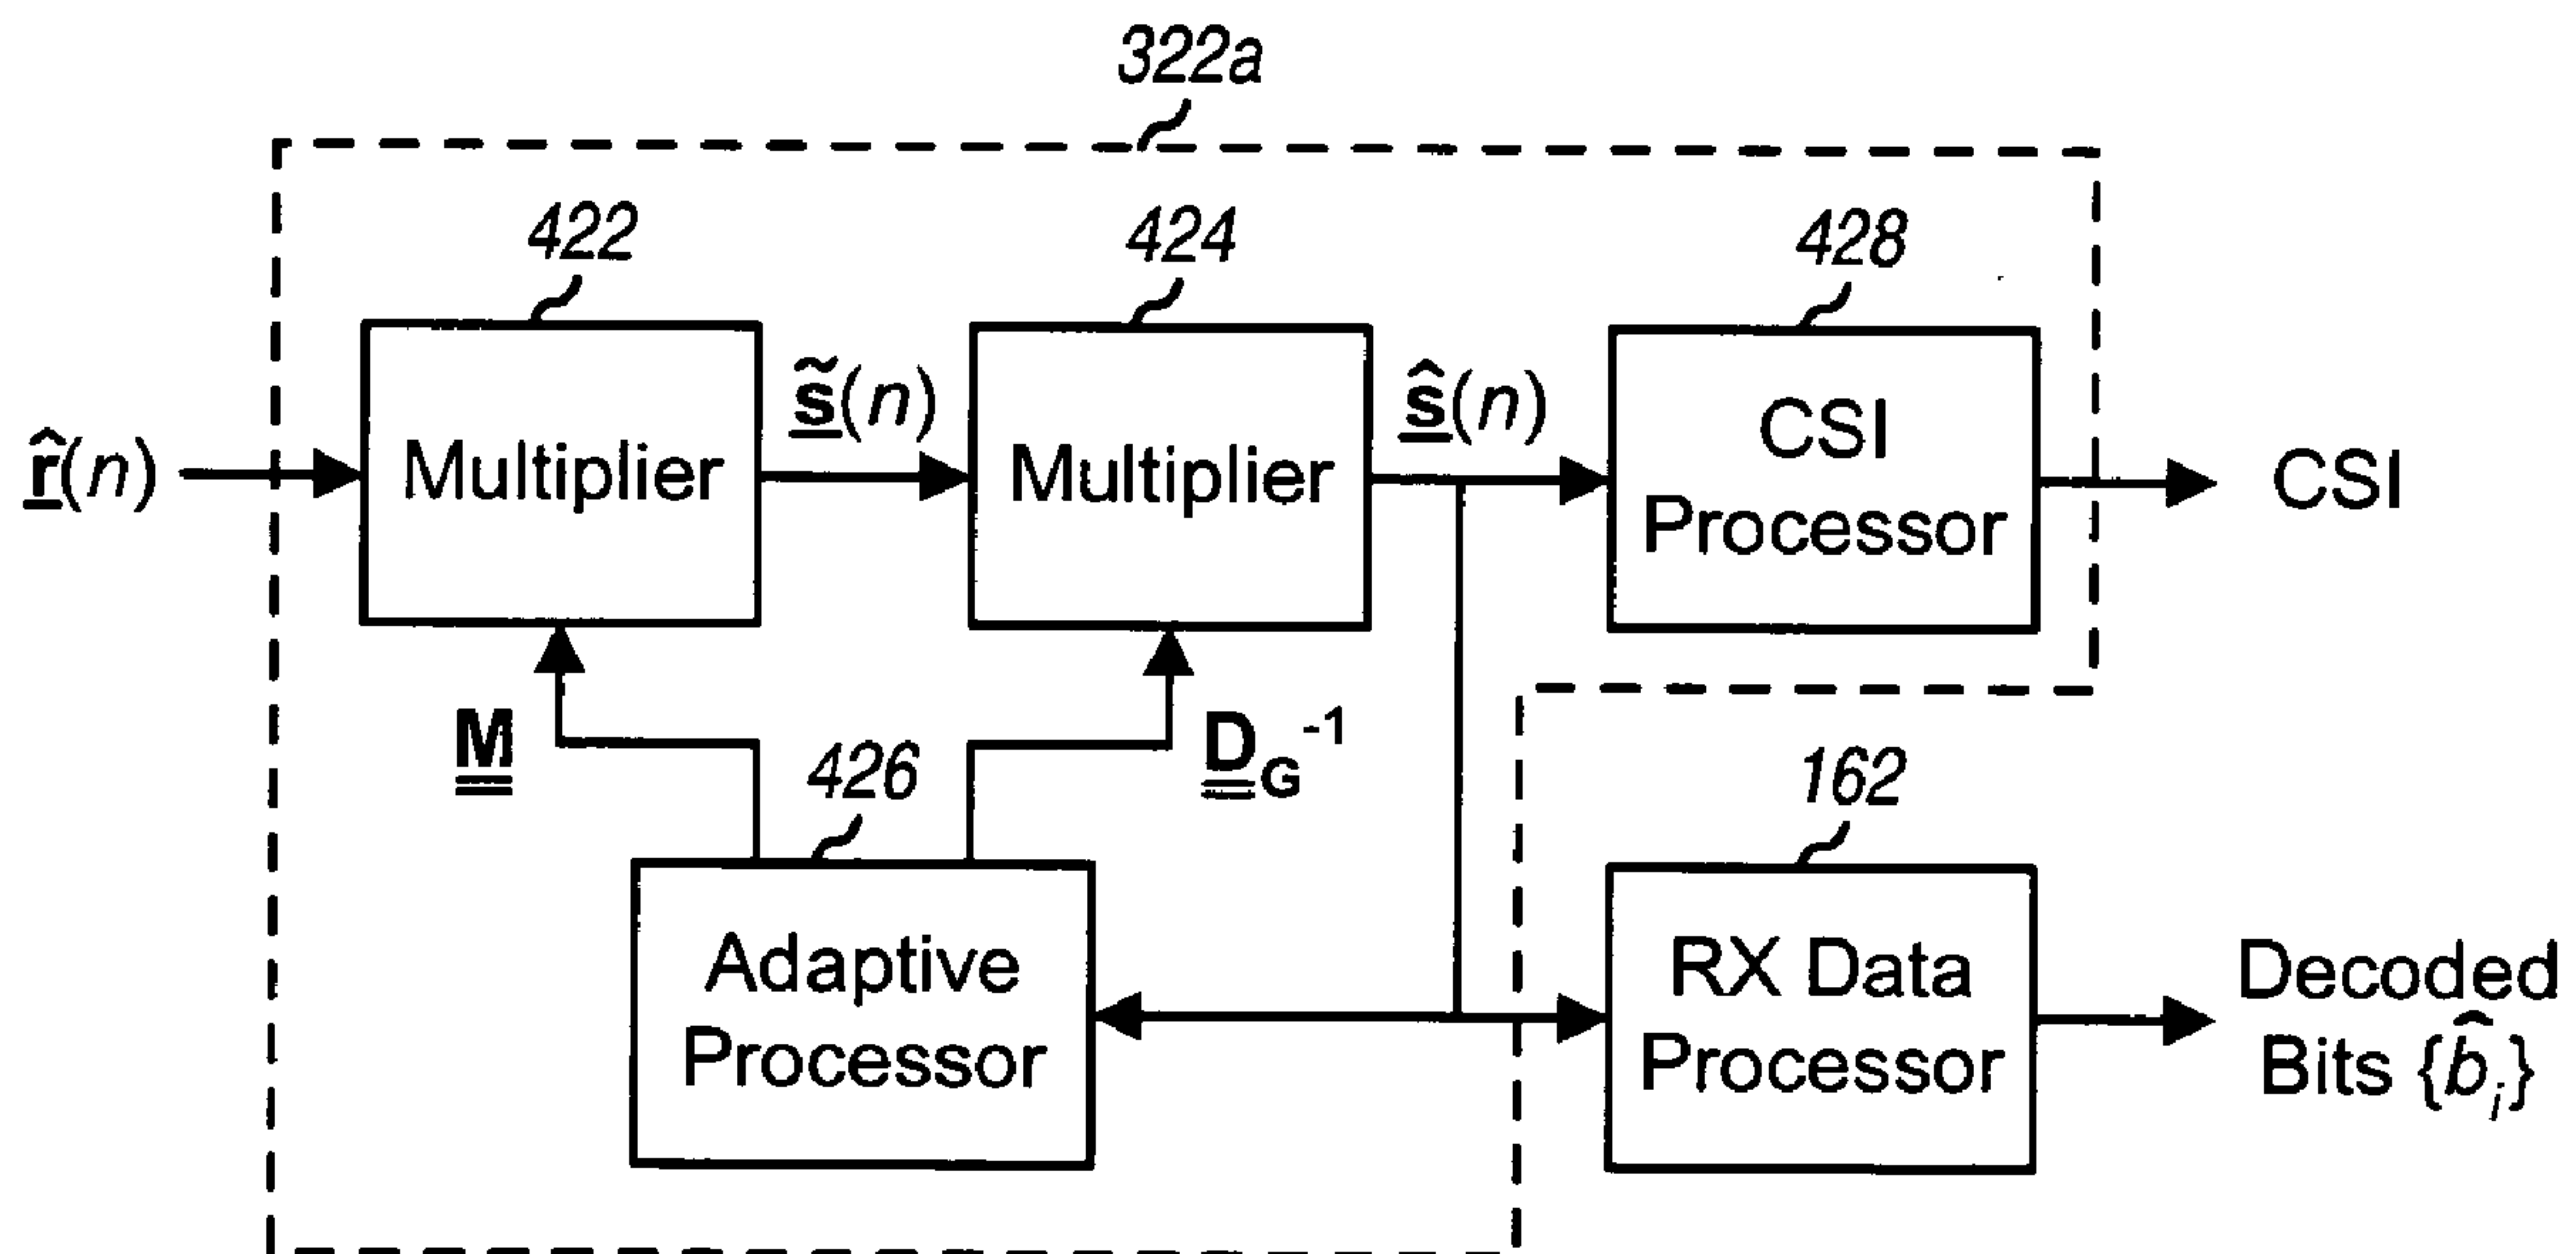 322a
422
424
428
r̲̂(n)
Multiplier
s̲̃(n)
Multiplier
ŝ̲(n)
CSI
Processor
CSI
M
D_G^-1
426
162
Adaptive
Processor
RX Data
Processor
Decoded
Bits {b̂_i}